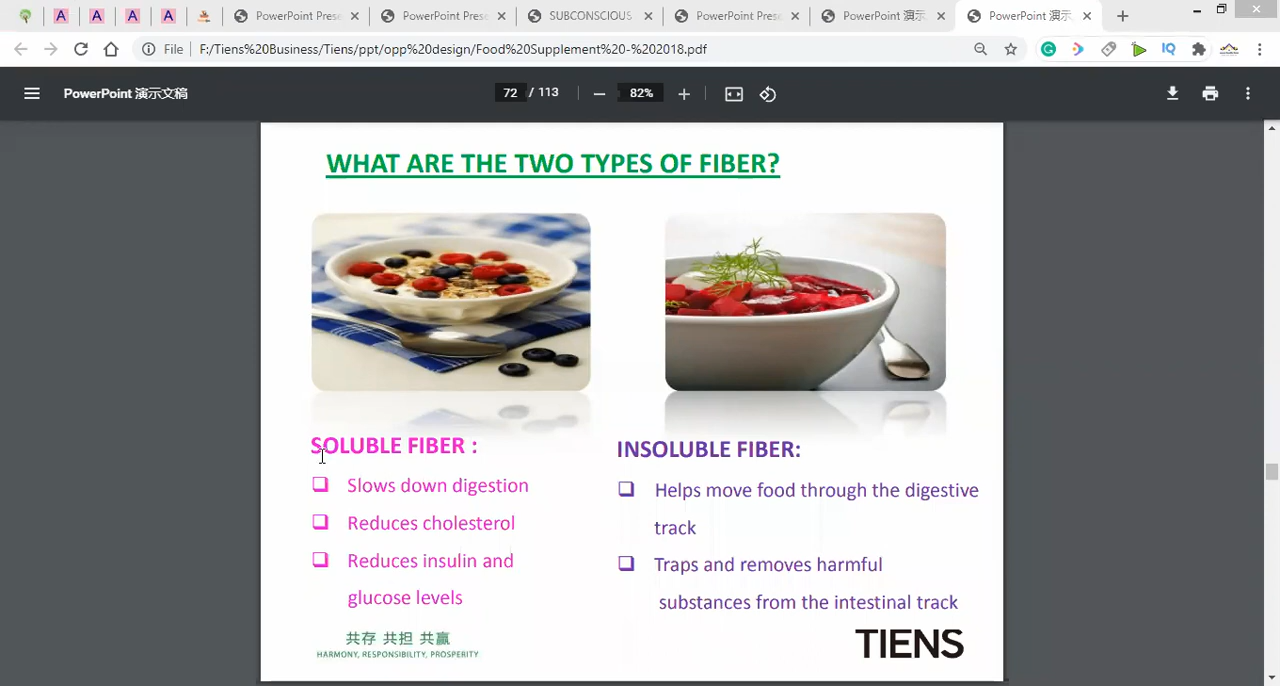 A
A
A
A
PowerPoint Pres
PowerPoint Pres
SUBCONSCIOUS
PowerPoint Pres
PowerPoint 演示
PowerPoint 演示
File
F:/Tiens%20Business/Tiens/ppt/opp%20design/Food%20Supplement%20-%202018.pdf
IQ
PowerPoint 演示文稿
72 / 113
82%
WHAT ARE THE TWO TYPES OF FIBER?
SOLUBLE FIBER :
Slows down digestion
Reduces cholesterol
Reduces insulin and
glucose levels
INSOLUBLE FIBER:
Helps move food through the digestive
track
Traps and removes harmful
substances from the intestinal track
共存 共担 共赢
HARMONY, RESPONSIBILITY, PROSPERITY
TIENS